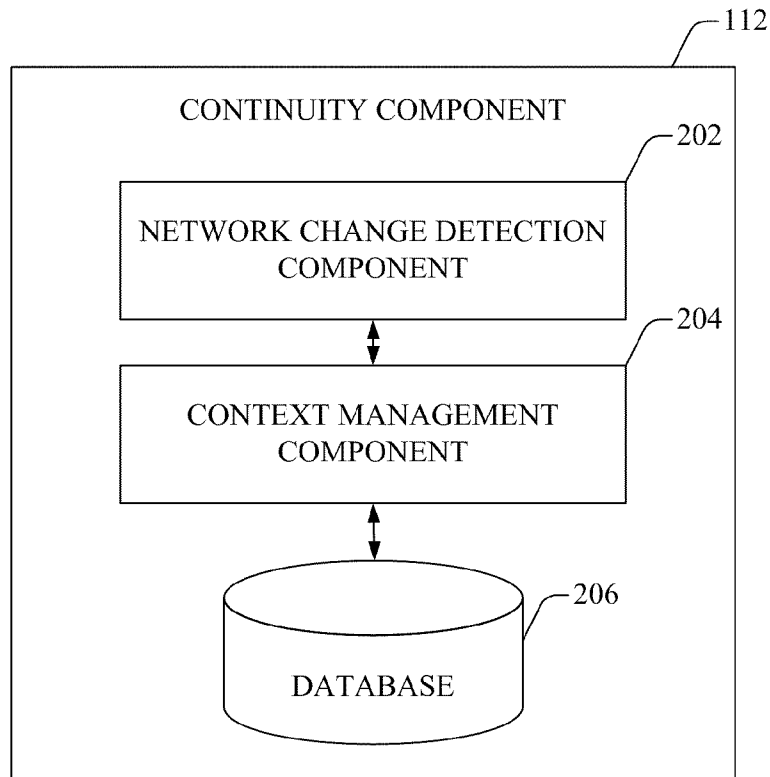 112
CONTINUITY COMPONENT
202
NETWORK CHANGE DETECTION
COMPONENT
204
CONTEXT MANAGEMENT
COMPONENT
206
DATABASE